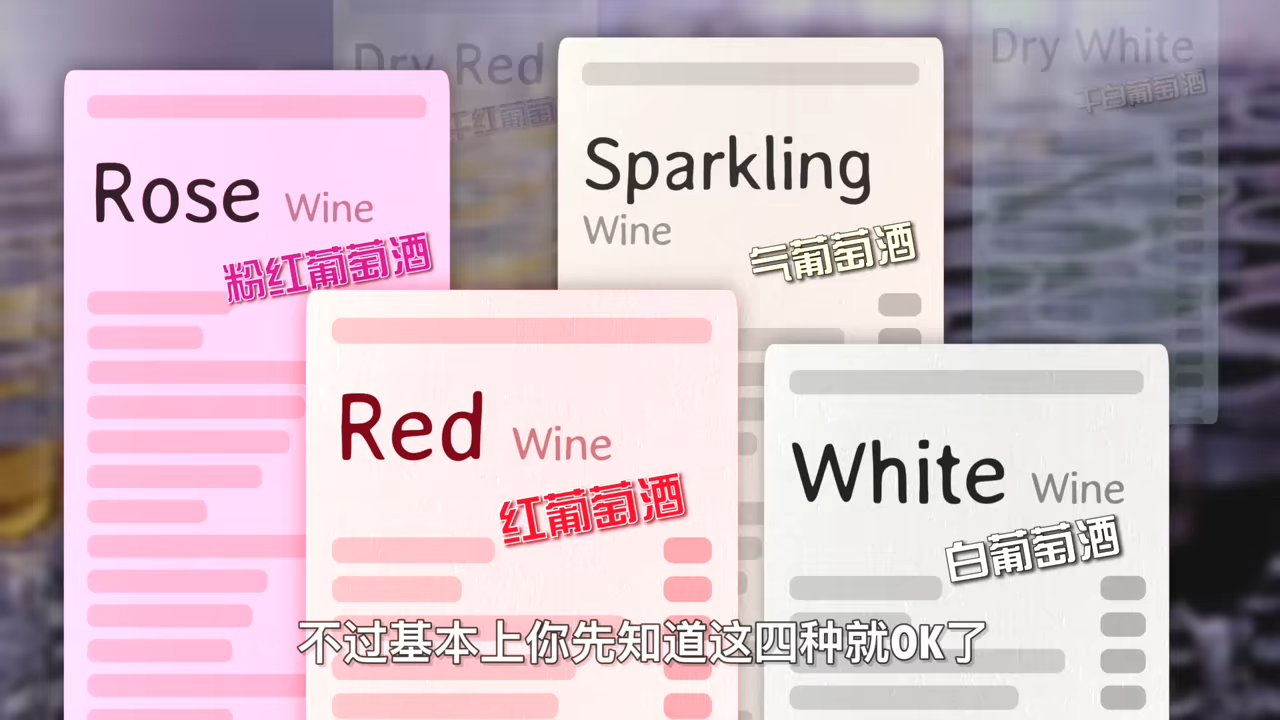 Dry Red
干红葡萄
Dry White
干白葡萄酒
Rose Wine
粉红葡萄酒
Sparkling
Wine
气葡萄酒
Red Wine
红葡萄酒
White Wine
白葡萄酒
不过基本上你先知道这四种就OK了